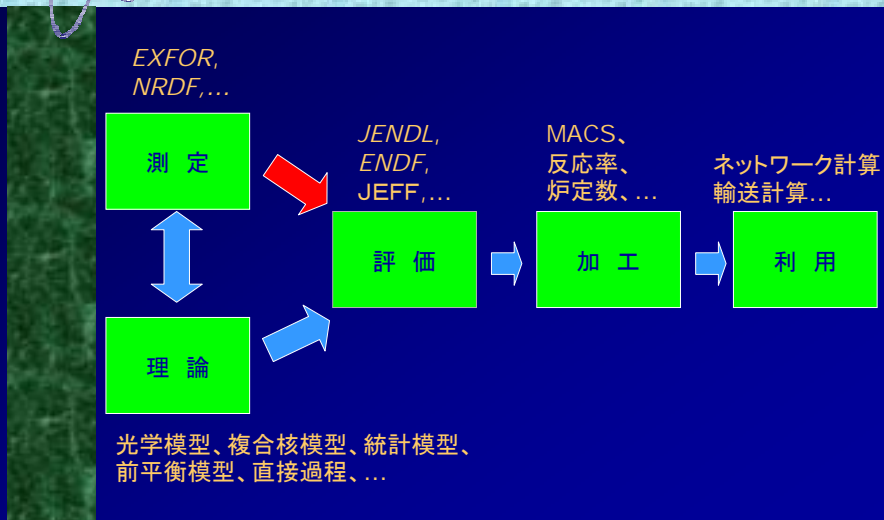 EXFOR,
NRDF,...
測 定
JENDL,
ENDF,
JEFF,...
MACS、
反応率、
炉定数、...
ネットワーク計算
輸送計算...
評 価
加 工
利 用
理 論
光学模型、複合核模型、統計模型、
前平衡模型、直接過程、...